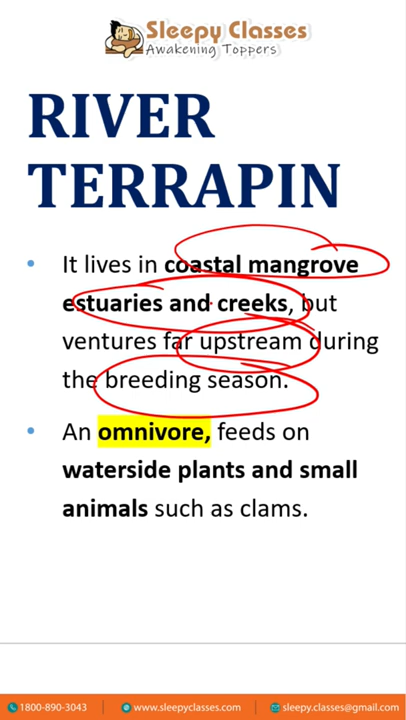 Sleepy Classes
Awakening Toppers
RIVER
TERRAPIN
• It lives in coastal mangrove
estuaries and creeks, but
ventures far upstream during
the breeding season.
• An omnivore, feeds on
waterside plants and small
animals such as clams.
1800-890-3043 www.sleepyclasses.com sleepy.classes@gmail.com